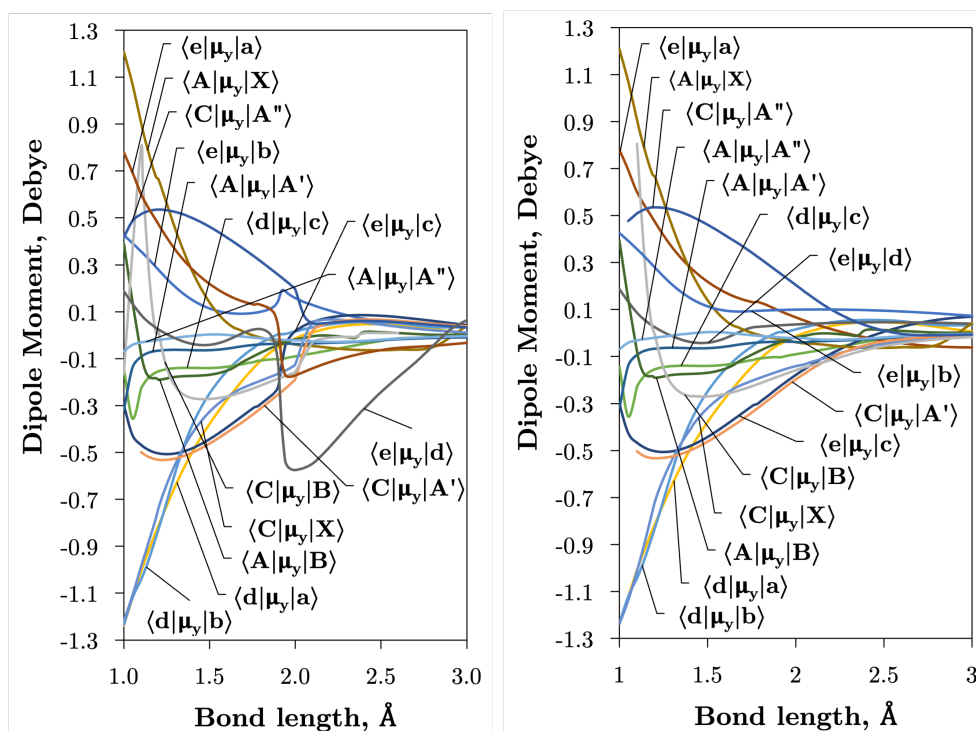 1.3
1.1
0.9
0.7
0.5
0.3
0.1
-0.1
-0.3
-0.5
-0.7
-0.9
-1.1
-1.3
Dipole Moment, Debye
⟨e|μy|a⟩
⟨A|μy|X⟩
⟨C|μy|A"⟩
⟨e|μy|b⟩
⟨A|μy|A'⟩
⟨d|μy|c⟩
⟨e|μy|c⟩
⟨A|μy|A"⟩
⟨e|μy|d⟩
⟨C|μy|B⟩
⟨C|μy|A'⟩
⟨C|μy|X⟩
⟨A|μy|B⟩
⟨d|μy|a⟩
⟨d|μy|b⟩
1.0 1.5 2.0 2.5 3.0
Bond length, Å
1.3
1.1
0.9
0.7
0.5
0.3
0.1
-0.1
-0.3
-0.5
-0.7
-0.9
-1.1
-1.3
Dipole Moment, Debye
⟨e|μy|a⟩
⟨A|μy|X⟩
⟨C|μy|A"⟩
⟨A|μy|A"⟩
⟨A|μy|A'⟩
⟨d|μy|c⟩
⟨e|μy|d⟩
⟨e|μy|b⟩
⟨C|μy|A'⟩
⟨e|μy|c⟩
⟨C|μy|B⟩
⟨C|μy|X⟩
⟨A|μy|B⟩
⟨d|μy|a⟩
⟨d|μy|b⟩
1 1.5 2 2.5 3
Bond length, Å